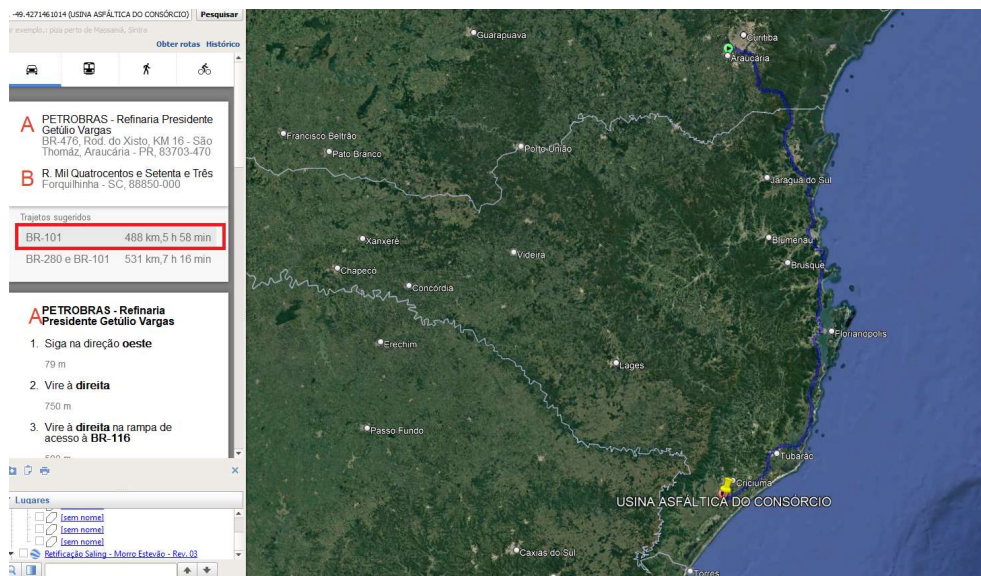 -49.4271461014 (USINA ASFÁLTICA DO CONSÓRCIO)
Pesquisar
r exemplo.: piza perto de Massamá, Sintra
Obter rotas Histórico
A PETROBRAS - Refinaria Presidente
Getúlio Vargas
BR-476, Rod. do Xisto, KM 16 - São
Thomáz, Araucária - PR, 83703-470
B R. Mil Quatrocentos e Setenta e Três
Forquilhinha - SC, 88850-000
Trajetos sugeridos
BR-101 488 km,5 h 58 min
BR-280 e BR-101 531 km,7 h 16 min
A PETROBRAS - Refinaria
Presidente Getúlio Vargas
1. Siga na direção oeste
79 m
2. Vire à direita
750 m
3. Vire à direita na rampa de
acesso à BR-116
Lugares
[sem nome]
[sem nome]
[sem nome]
Retificação Saling - Morro Estevão - Rev. 03
Guarapuava
Curitiba
Araucária
Francisco Beltrão
Pato Branco
Porto União
Jaraguá do Sul
Xanxerê
Videira
Blumenau
Chapecó
Brusque
Concórdia
Erechim
Florianópolis
Lages
Passo Fundo
Tubarão
Criciúma
USINA ASFÁLTICA DO CONSÓRCIO
Caxias do Sul
Torres